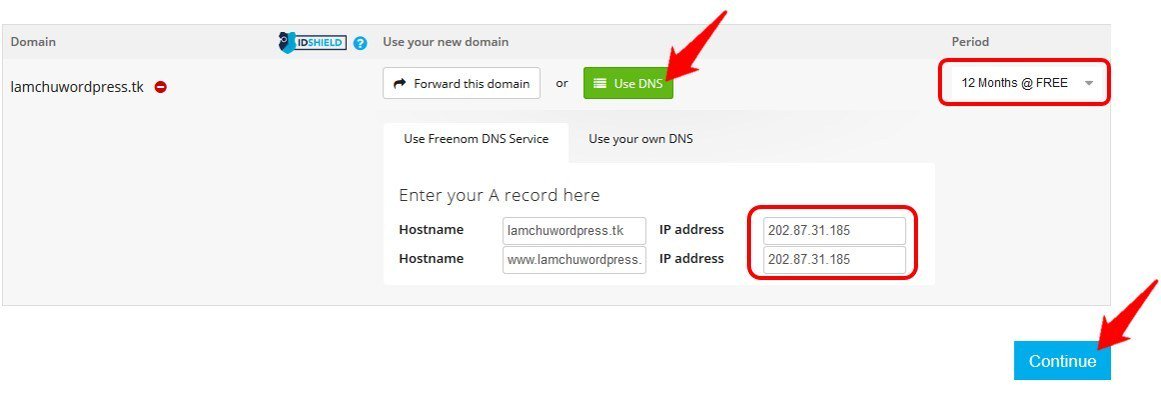 Domain IDSHIELD ? Use your new domain Period
lamchuwordpress.tk Forward this domain or Use DNS 12 Months @ FREE
Use Freenom DNS Service Use your own DNS
Enter your A record here
Hostname lamchuwordpress.tk IP address 202.87.31.185
Hostname www.lamchuwordpress. IP address 202.87.31.185
Continue